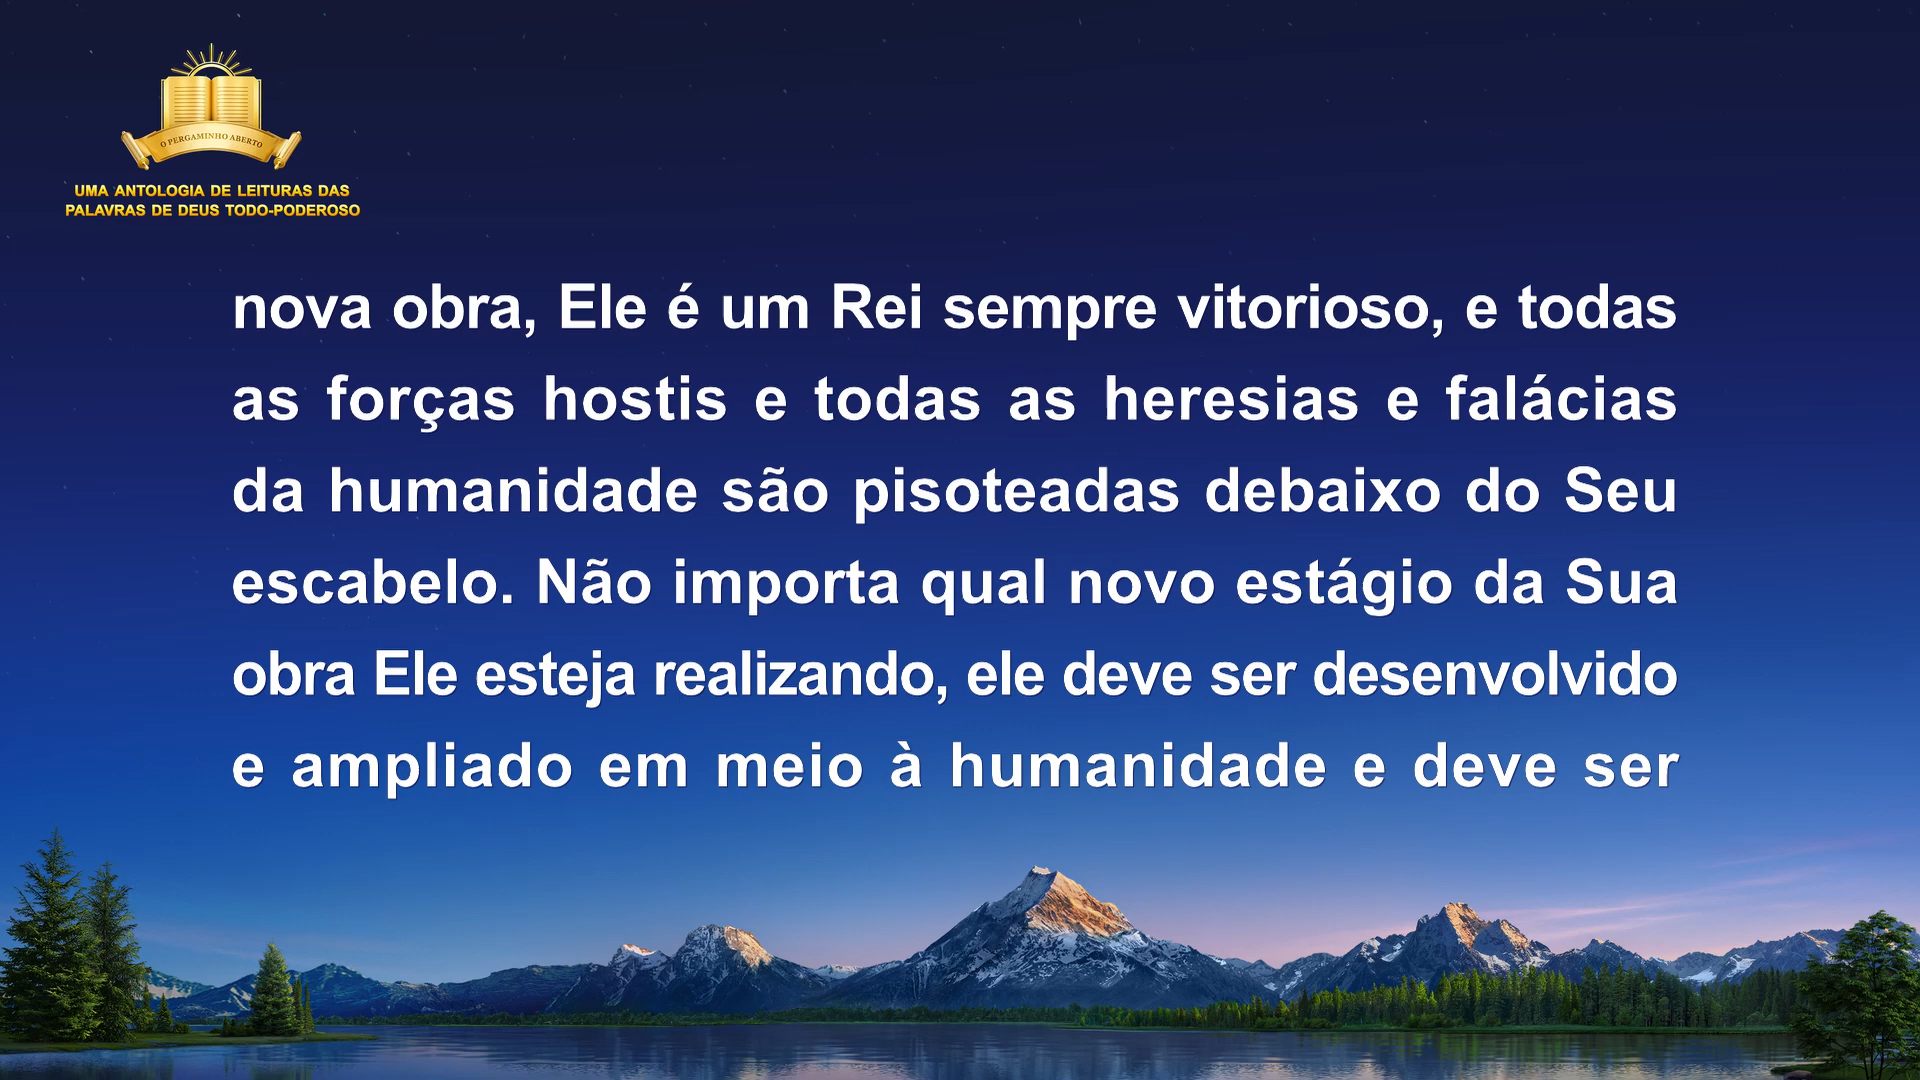 O PERGAMINHO ABERTO
UMA ANTOLOGIA DE LEITURAS DAS
PALAVRAS DE DEUS TODO-PODEROSO
nova obra, Ele é um Rei sempre vitorioso, e todas
as forças hostis e todas as heresias e falácias
da humanidade são pisoteadas debaixo do Seu
escabelo. Não importa qual novo estágio da Sua
obra Ele esteja realizando, ele deve ser desenvolvido
e ampliado em meio à humanidade e deve ser